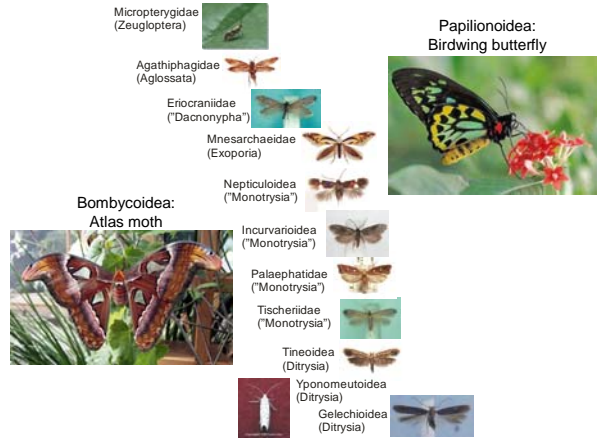 Micropterygidae
(Zeugloptera)
Papilionoidea:
Birdwing butterfly
Agathiphagidae
(Aglossata)
Eriocraniidae
("Dacnonypha")
Mnesarchaeidae
(Exoporia)
Nepticuloidea
("Monotrysia")
Bombycoidea:
Atlas moth
Incurvarioidea
("Monotrysia")
Palaephatidae
("Monotrysia")
Tischeriidae
("Monotrysia")
Tineoidea
(Ditrysia)
Yponomeutoidea
(Ditrysia)
Gelechioidea
(Ditrysia)